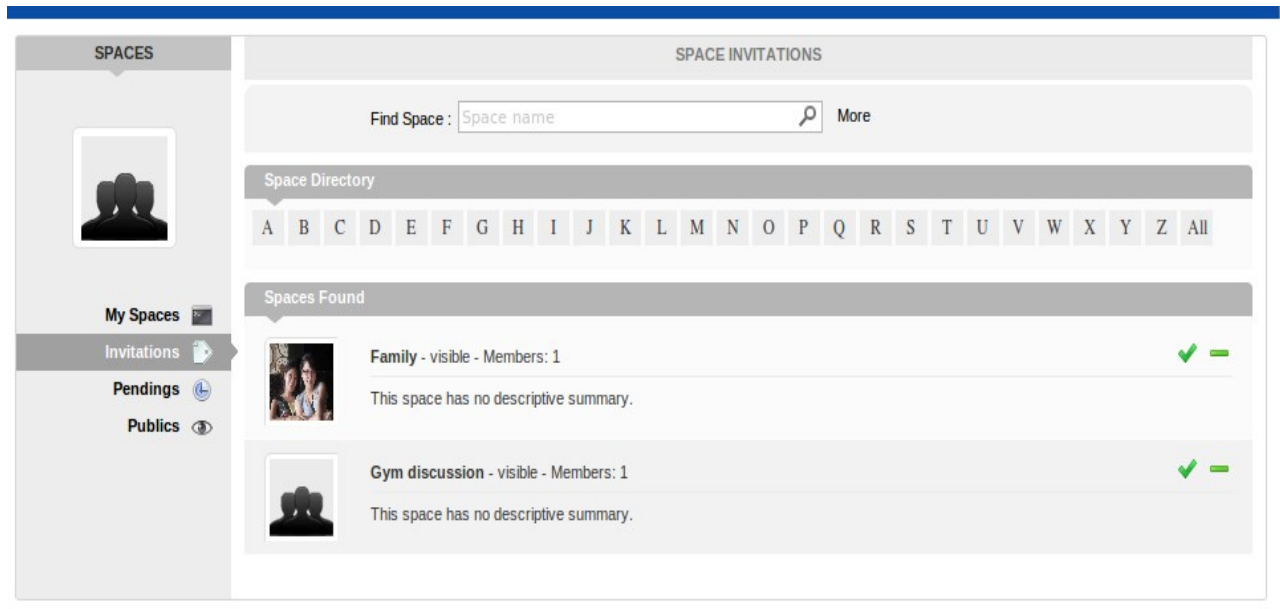 SPACES
SPACE INVITATIONS
Find Space : Space name More
Space Directory
A B C D E F G H I J K L M N O P Q R S T U V W X Y Z All
My Spaces
Invitations
Pendings
Publics
Spaces Found
Family - visible - Members: 1
This space has no descriptive summary.
Gym discussion - visible - Members: 1
This space has no descriptive summary.